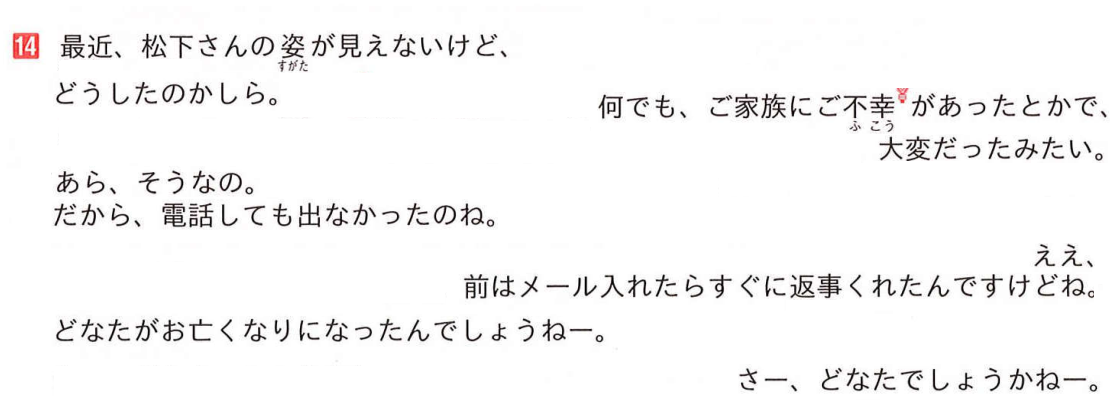 14 最近、松下さんの姿が見えないけど、
すがた
どうしたのかしら。
何でも、ご家族にご不幸があったとかで、
ふ こう
大変だったみたい。
あら、そうなの。
だから、電話しても出なかったのね。
ええ、
前はメール入れたらすぐに返事くれたんですけどね。
どなたがお亡くなりになったんでしょうねー。
さー、どなたでしょうかねー。